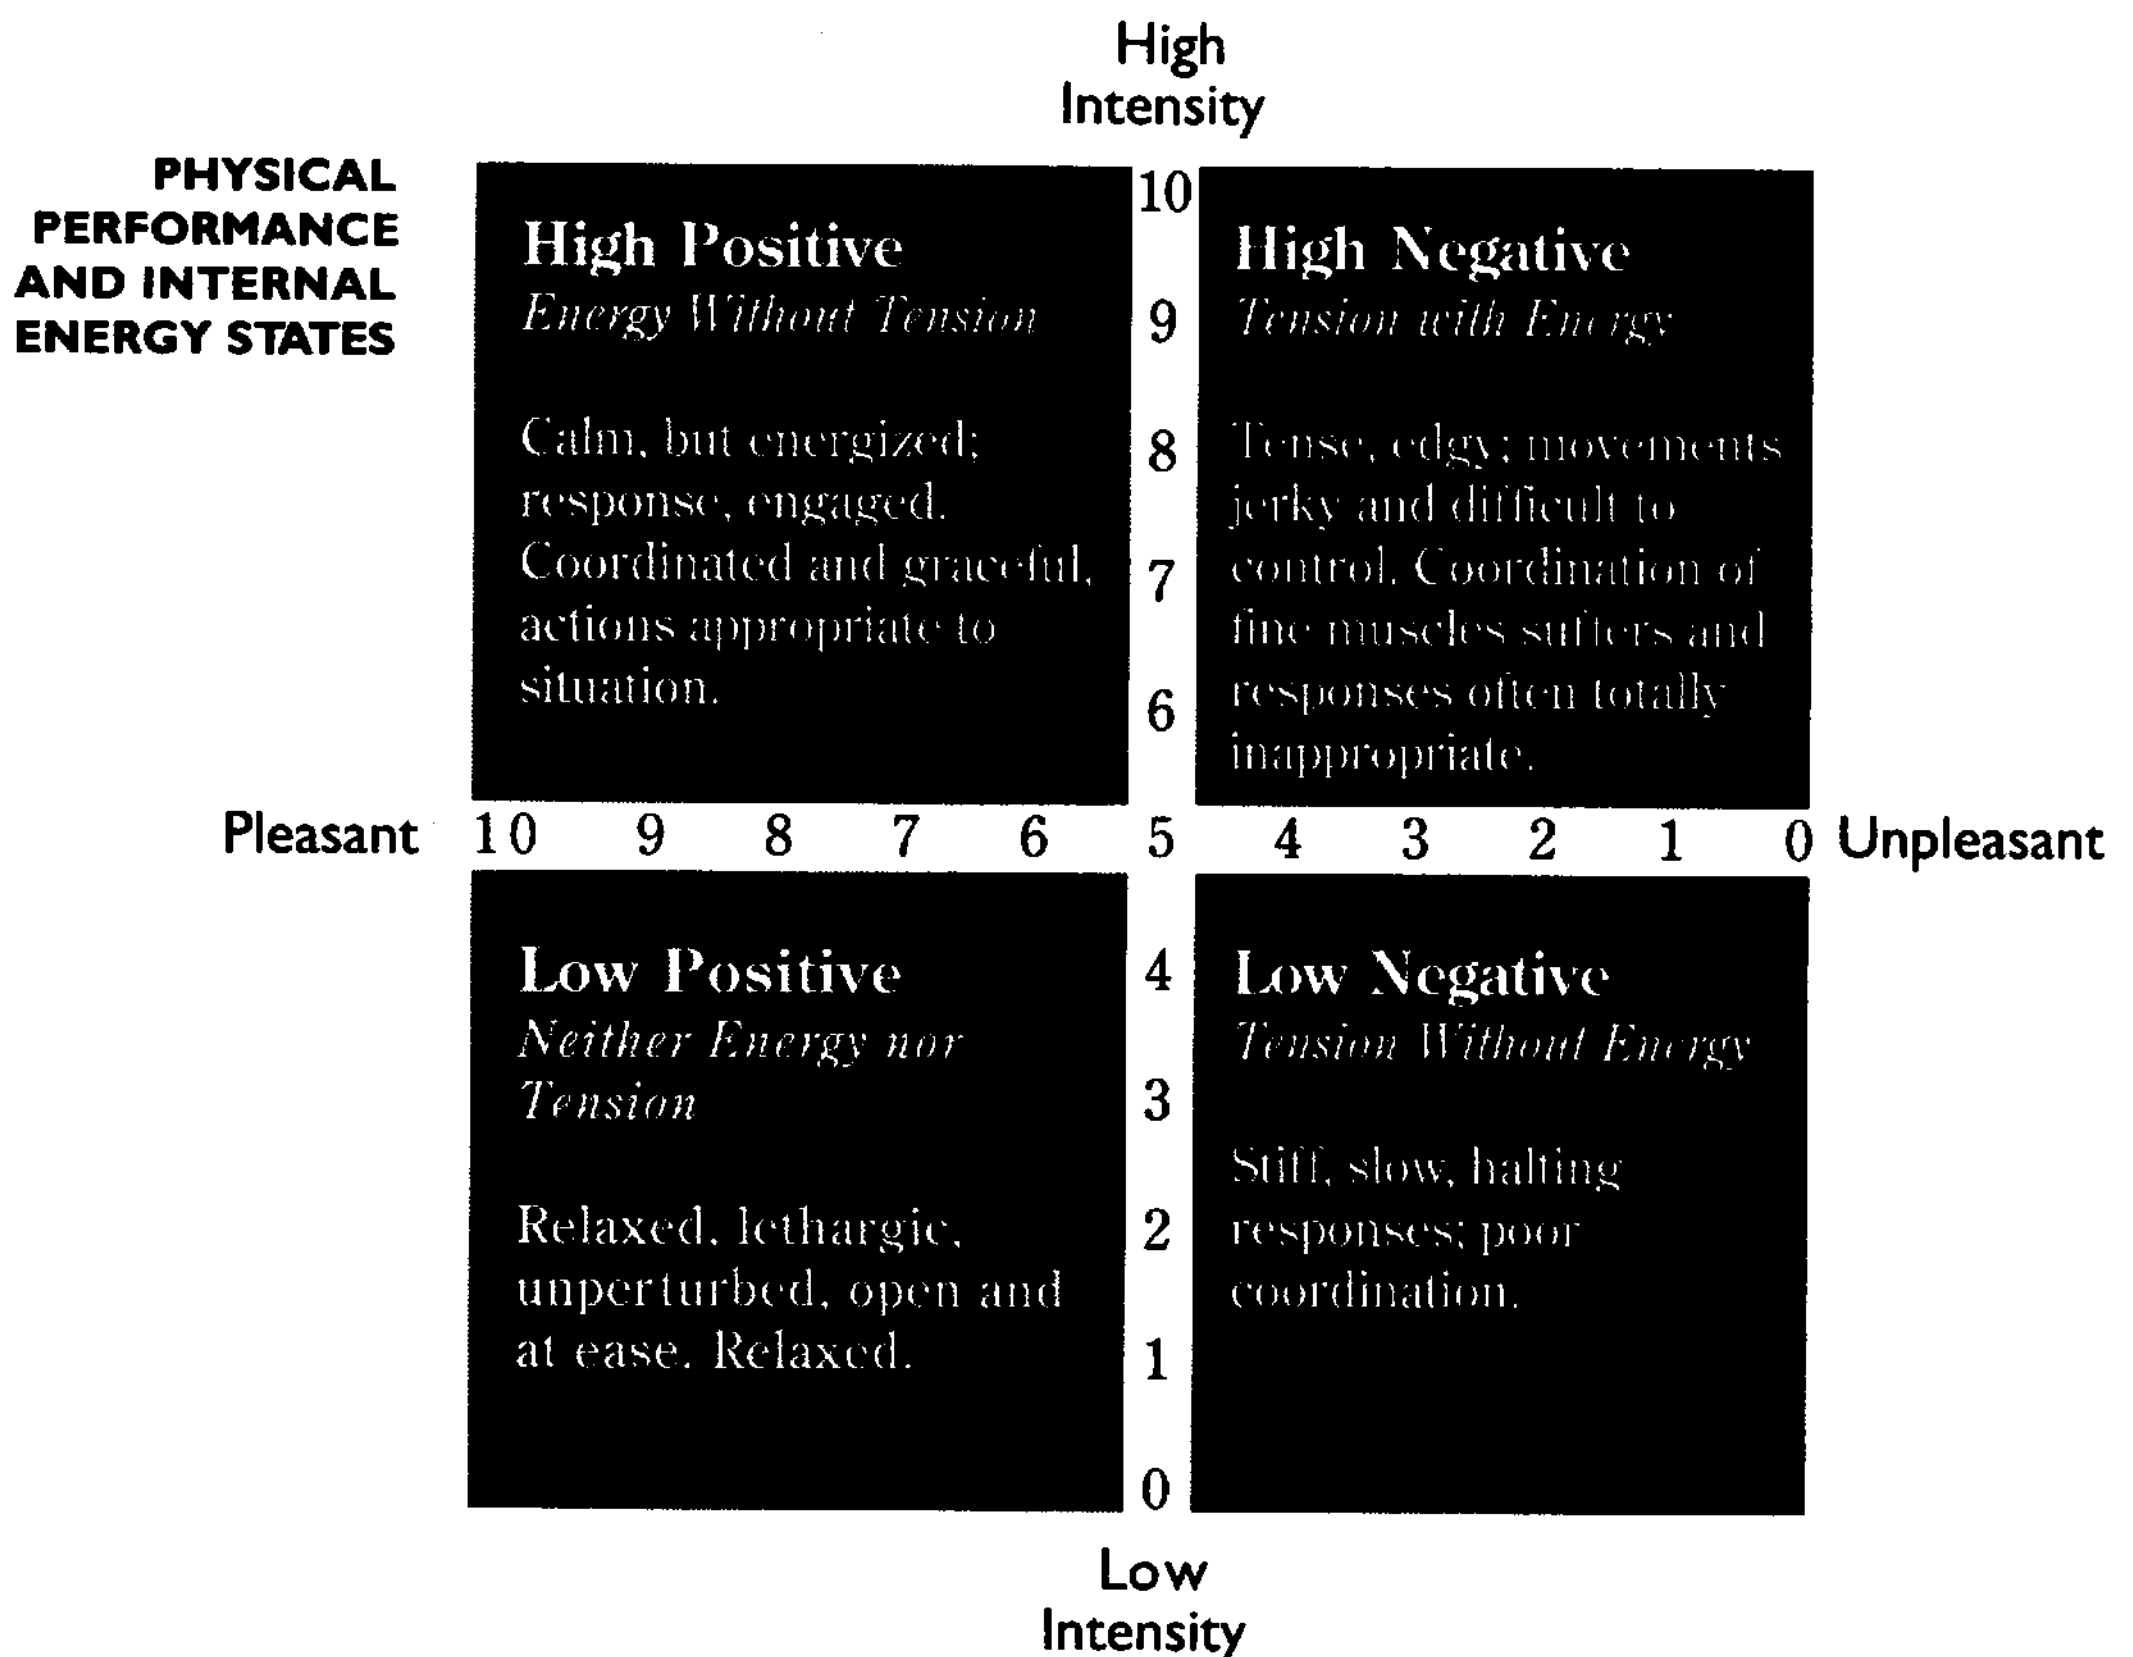 High
Intensity
PHYSICAL
PERFORMANCE
AND INTERNAL
ENERGY STATES
High Positive
Energy Without Tension
Calm, but energized;
response, engaged.
Coordinated and graceful,
actions appropriate to
situation.
10
9
8
7
6
High Negative
Tension with Energy
Tense, edgy; movements
jerky and difficult to
control. Coordination of
fine muscles suffers and
responses often totally
inappropriate.
Pleasant 10 9 8 7 6 5 4 3 2 1 0 Unpleasant
Low Positive
Neither Energy nor
Tension
Relaxed, lethargic,
unperturbed, open and
at ease. Relaxed.
4
3
2
1
0
Low Negative
Tension Without Energy
Stiff, slow, halting
responses; poor
coordination.
Low
Intensity